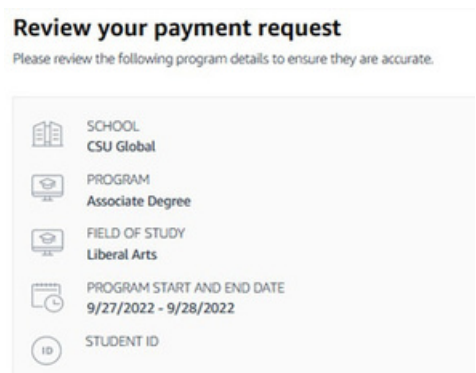 Review your payment request
Please review the following program details to ensure they are accurate.
SCHOOL
CSU Global
PROGRAM
Associate Degree
FIELD OF STUDY
Liberal Arts
PROGRAM START AND END DATE
9/27/2022 - 9/28/2022
ID
STUDENT ID